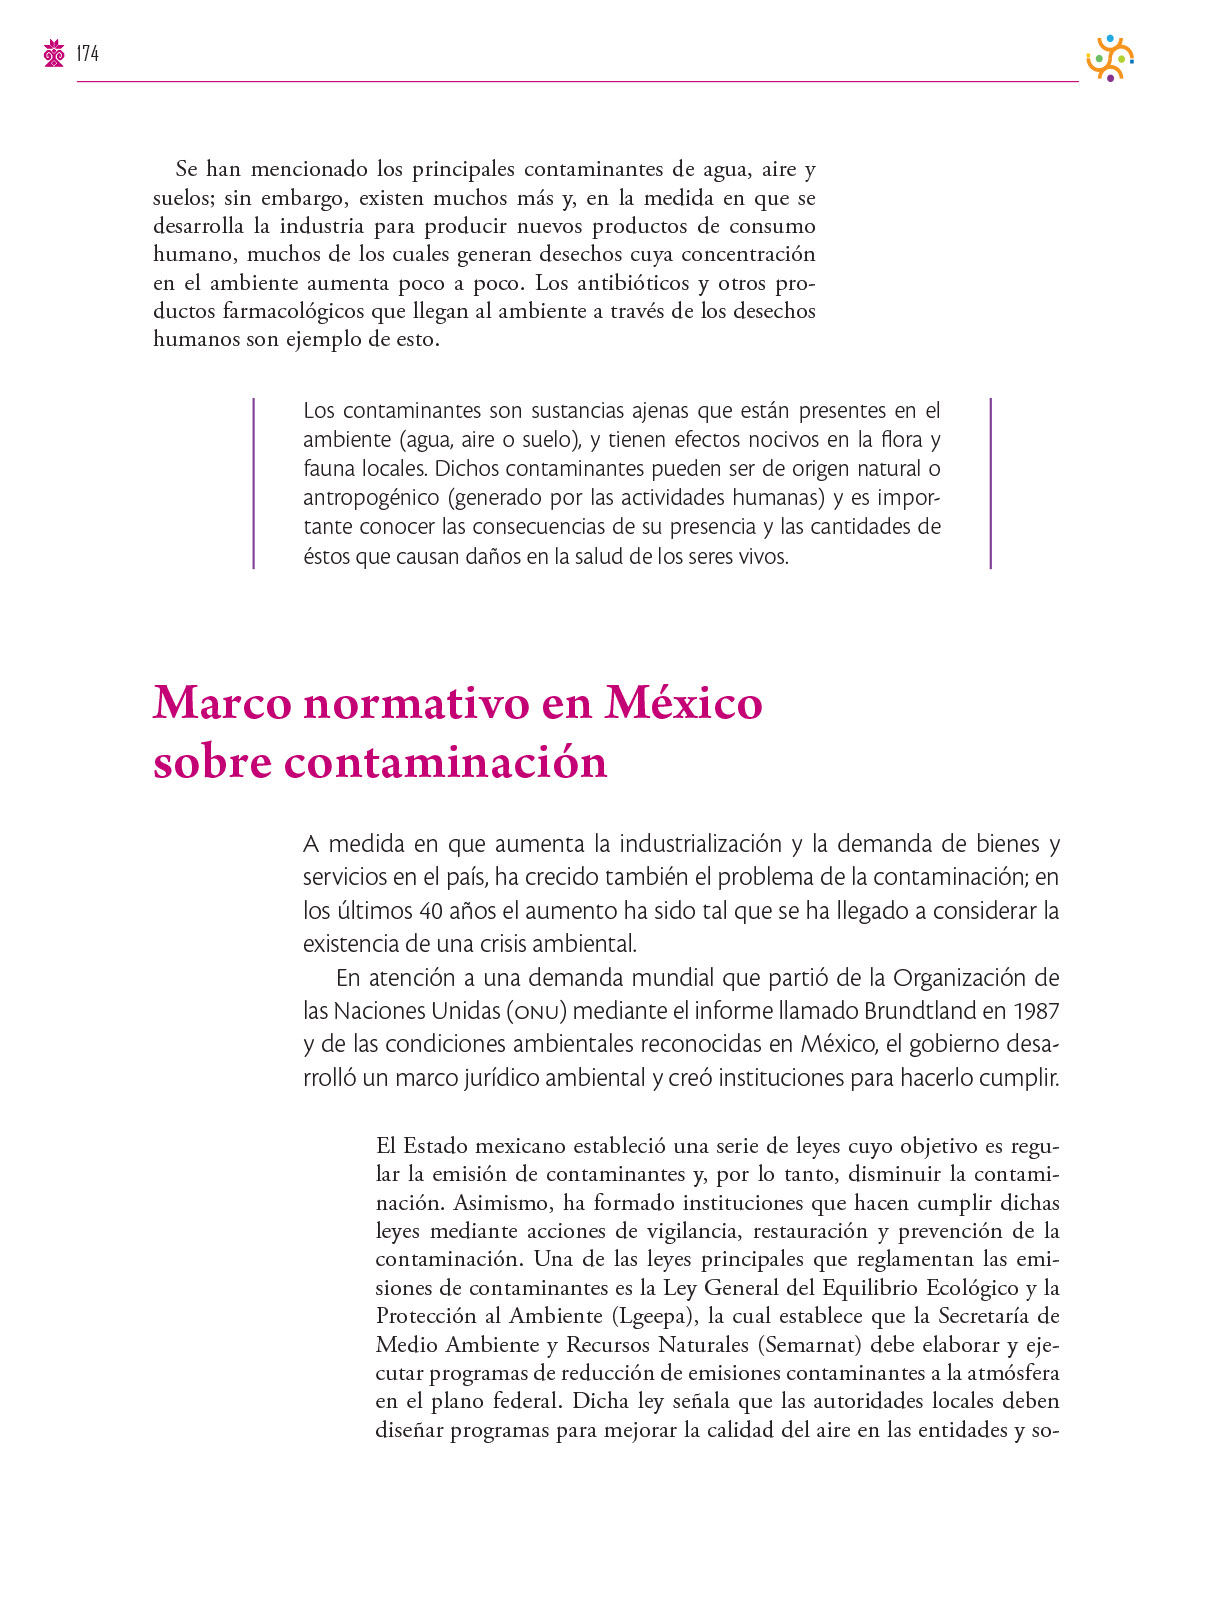 174
Se han mencionado los principales contaminantes de agua, aire y
suelos; sin embargo, existen muchos más y, en la medida en que se
desarrolla la industria para producir nuevos productos de consumo
humano, muchos de los cuales generan desechos cuya concentración
en el ambiente aumenta poco a poco. Los antibióticos y otros pro-
ductos farmacológicos que llegan al ambiente a través de los desechos
humanos son ejemplo de esto.
Los contaminantes son sustancias ajenas que están presentes en el
ambiente (agua, aire o suelo), y tienen efectos nocivos en la flora y
fauna locales. Dichos contaminantes pueden ser de origen natural o
antropogénico (generado por las actividades humanas) y es impor-
tante conocer las consecuencias de su presencia y las cantidades de
éstos que causan daños en la salud de los seres vivos.
Marco normativo en México
sobre contaminación
A medida en que aumenta la industrialización y la demanda de bienes y
servicios en el país, ha crecido también el problema de la contaminación; en
los últimos 40 años el aumento ha sido tal que se ha llegado a considerar la
existencia de una crisis ambiental.
En atención a una demanda mundial que partió de la Organización de
las Naciones Unidas (ONU) mediante el informe llamado Brundtland en 1987
y de las condiciones ambientales reconocidas en México, el gobierno desa-
rrolló un marco jurídico ambiental y creó instituciones para hacerlo cumplir.
El Estado mexicano estableció una serie de leyes cuyo objetivo es regu-
lar la emisión de contaminantes y, por lo tanto, disminuir la contami-
nación. Asimismo, ha formado instituciones que hacen cumplir dichas
leyes mediante acciones de vigilancia, restauración y prevención de la
contaminación. Una de las leyes principales que reglamentan las emi-
siones de contaminantes es la Ley General del Equilibrio Ecológico y la
Protección al Ambiente (Lgeepa), la cual establece que la Secretaría de
Medio Ambiente y Recursos Naturales (Semarnat) debe elaborar y eje-
cutar programas de reducción de emisiones contaminantes a la atmósfera
en el plano federal. Dicha ley señala que las autoridades locales deben
diseñar programas para mejorar la calidad del aire en las entidades y so-